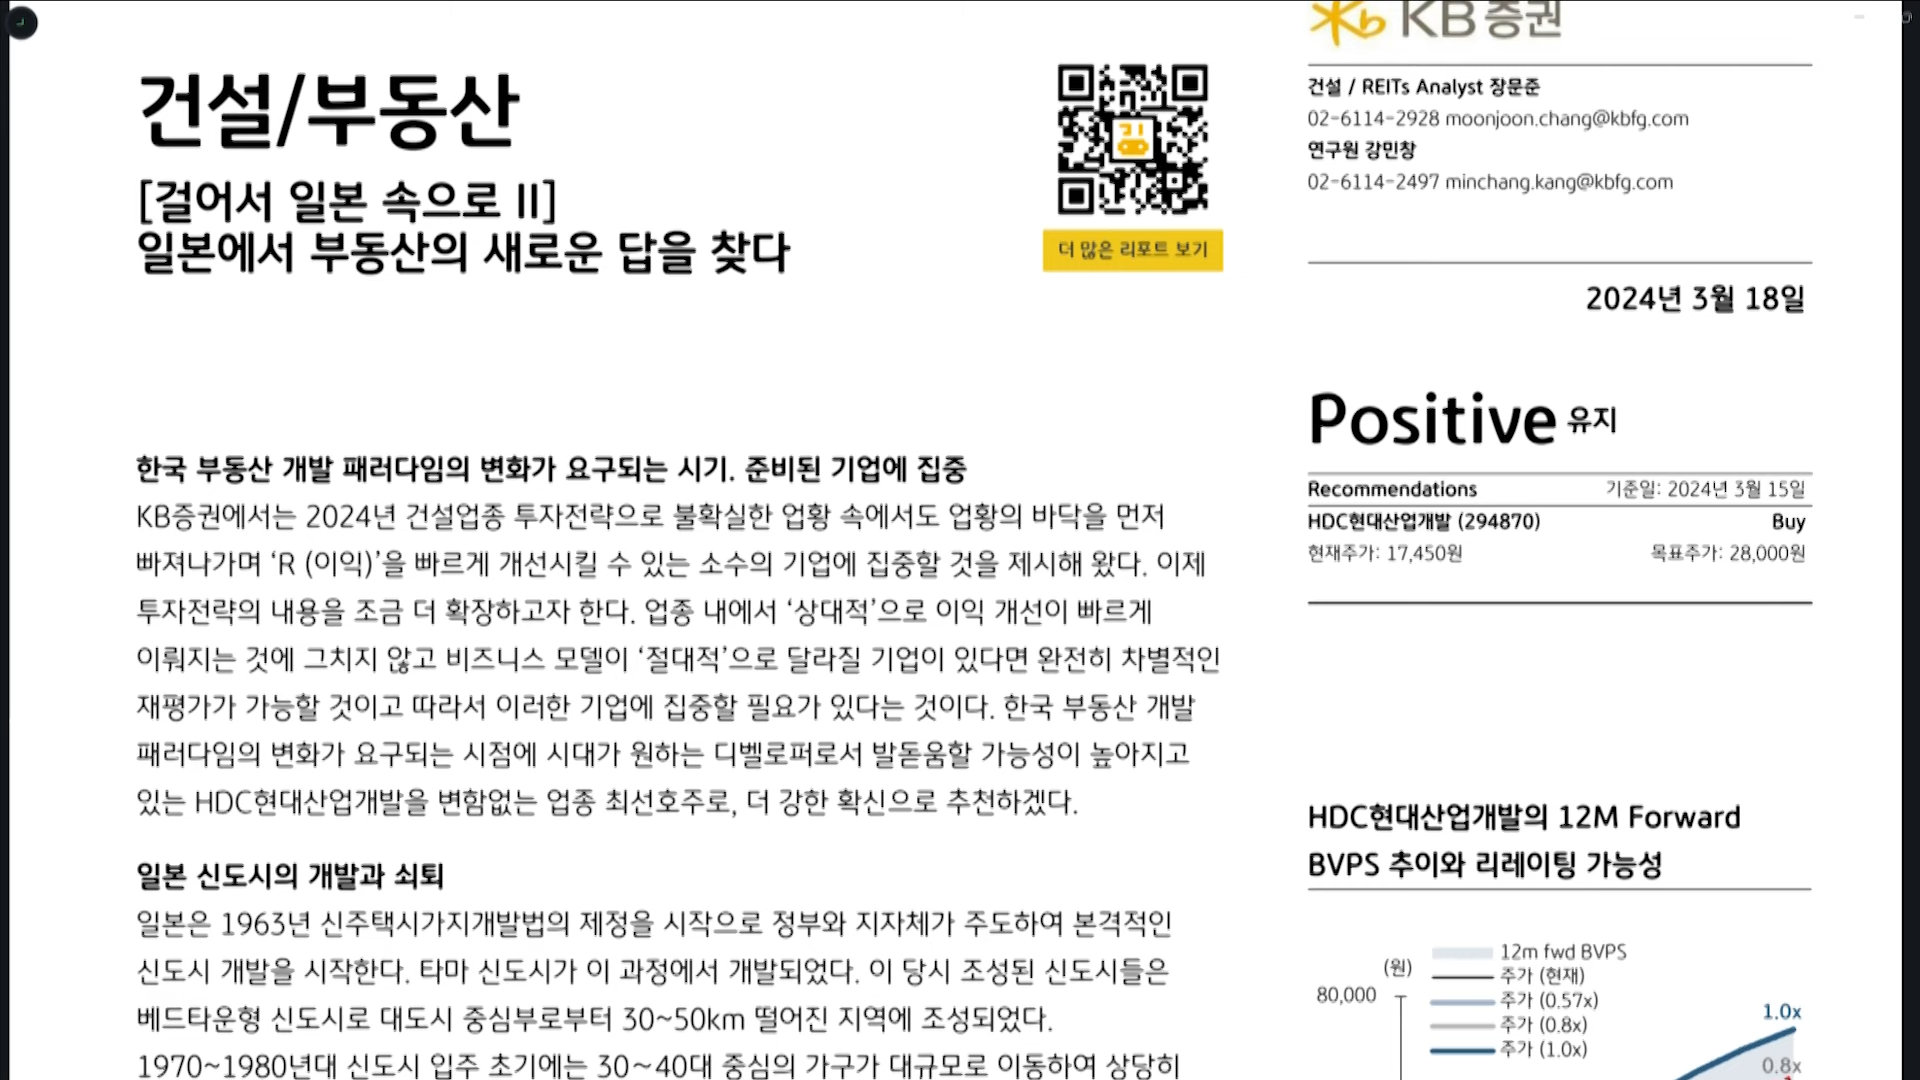 건설/부동산
[걸어서 일본 속으로 II]
일본에서 부동산의 새로운 답을 찾다
더 많은 리포트 보기
한국 부동산 개발 패러다임의 변화가 요구되는 시기. 준비된 기업에 집중
KB증권에서는 2024년 건설업종 투자전략으로 불확실한 업황 속에서도 업황의 바닥을 먼저
빠져나가며 ‘R (이익)’을 빠르게 개선시킬 수 있는 소수의 기업에 집중할 것을 제시해 왔다. 이제
투자전략의 내용을 조금 더 확장하고자 한다. 업종 내에서 ‘상대적’으로 이익 개선이 빠르게
이뤄지는 것에 그치지 않고 비즈니스 모델이 ‘절대적’으로 달라질 기업이 있다면 완전히 차별적인
재평가가 가능할 것이고 따라서 이러한 기업에 집중할 필요가 있다는 것이다. 한국 부동산 개발
패러다임의 변화가 요구되는 시점에 시대가 원하는 디벨로퍼로서 발돋움할 가능성이 높아지고
있는 HDC현대산업개발을 변함없는 업종 최선호주로, 더 강한 확신으로 추천하겠다.
일본 신도시의 개발과 쇠퇴
일본은 1963년 신주택시가지개발법의 제정을 시작으로 정부와 지자체가 주도하여 본격적인
신도시 개발을 시작한다. 타마 신도시가 이 과정에서 개발되었다. 이 당시 조성된 신도시들은
베드타운형 신도시로 대도시 중심부로부터 30~50km 떨어진 지역에 조성되었다.
1970~1980년대 신도시 입주 초기에는 30~40대 중심의 가구가 대규모로 이동하여 상당히
KB증권
건설 / REITs Analyst 장문준
02-6114-2928 moonjoon.chang@kbfg.com
연구원 강민창
02-6114-2497 minchang.kang@kbfg.com
2024년 3월 18일
Positive 유지
Recommendations 기준일: 2024년 3월 15일
HDC현대산업개발 (294870) Buy
현재주가: 17,450원 목표주가: 28,000원
HDC현대산업개발의 12M Forward
BVPS 추이와 리레이팅 가능성
(원)
12m fwd BVPS
주가 (현재)
주가 (0.57x)
주가 (0.8x)
주가 (1.0x)
80,000
1.0x
0.8x